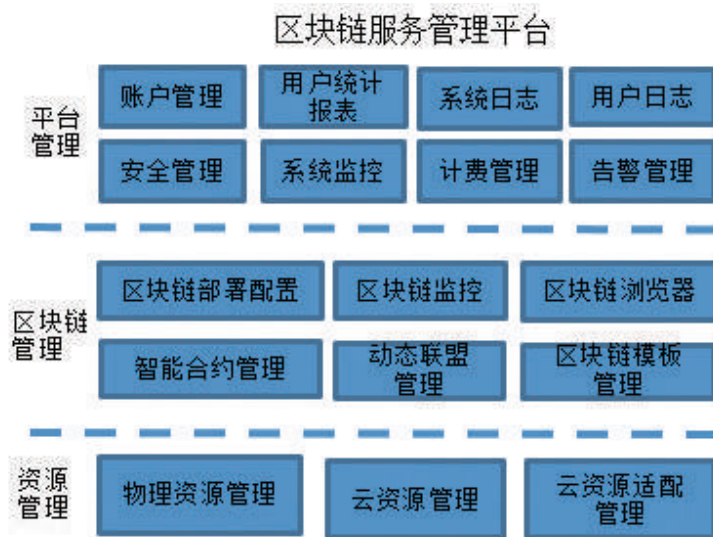 区块链服务管理平台
平台
管理
账户管理
用户统计
报表
系统日志
用户日志
安全管理
系统监控
计费管理
告警管理
区块链
管理
区块链部署配置
区块链监控
区块链浏览器
智能合约管理
动态联盟
管理
区块链模板
管理
资源
管理
物理资源管理
云资源管理
云资源适配
管理